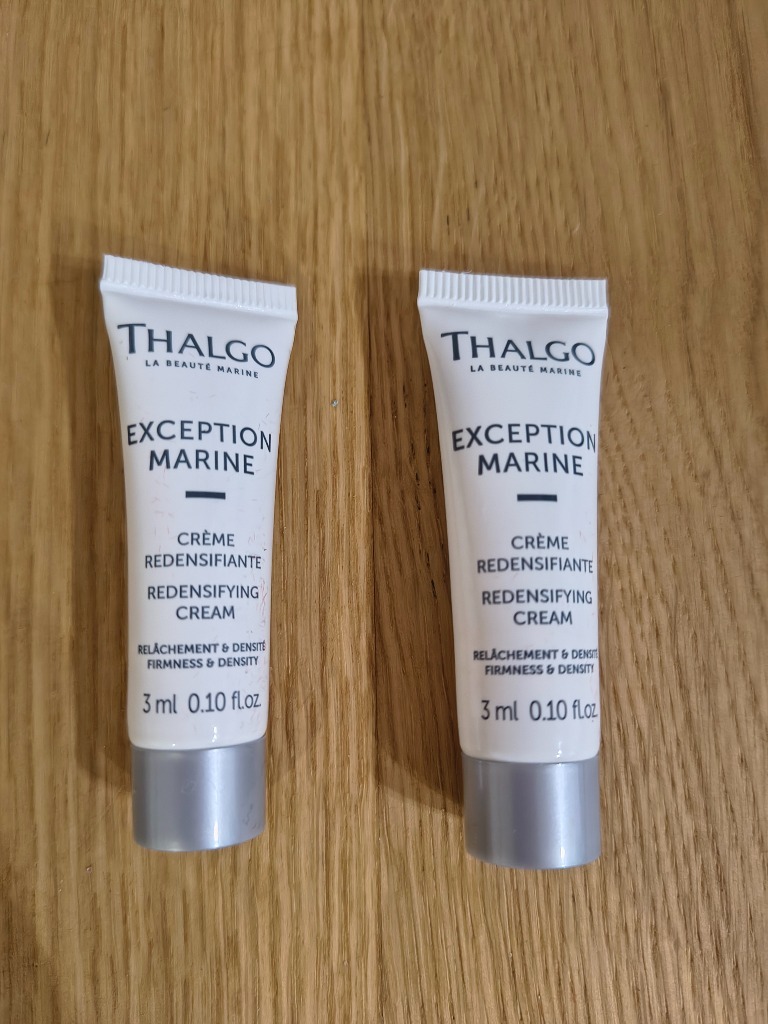 THALGO
LA BEAUTÉ MARINE
EXCEPTION
MARINE
CRÈME
REDENSIFIANTE
REDENSIFYING
CREAM
RELÂCHEMENT & DENSITÉ
FIRMNESS & DENSITY
3 ml 0.10 fl.oz.
THALGO
LA BEAUTÉ MARINE
EXCEPTION
MARINE
CRÈME
REDENSIFIANTE
REDENSIFYING
CREAM
RELÂCHEMENT & DENSITÉ
FIRMNESS & DENSITY
3 ml 0.10 fl.oz.